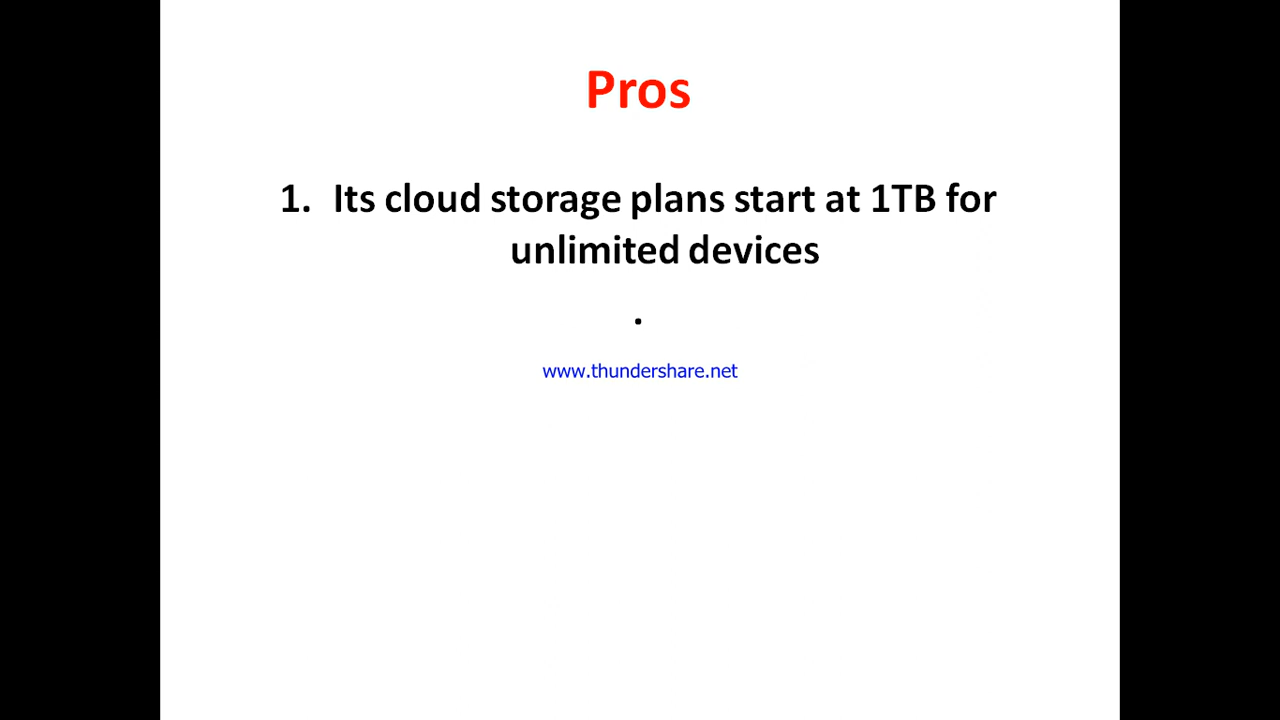 Pros
1. Its cloud storage plans start at 1TB for
unlimited devices
.
www.thundershare.net